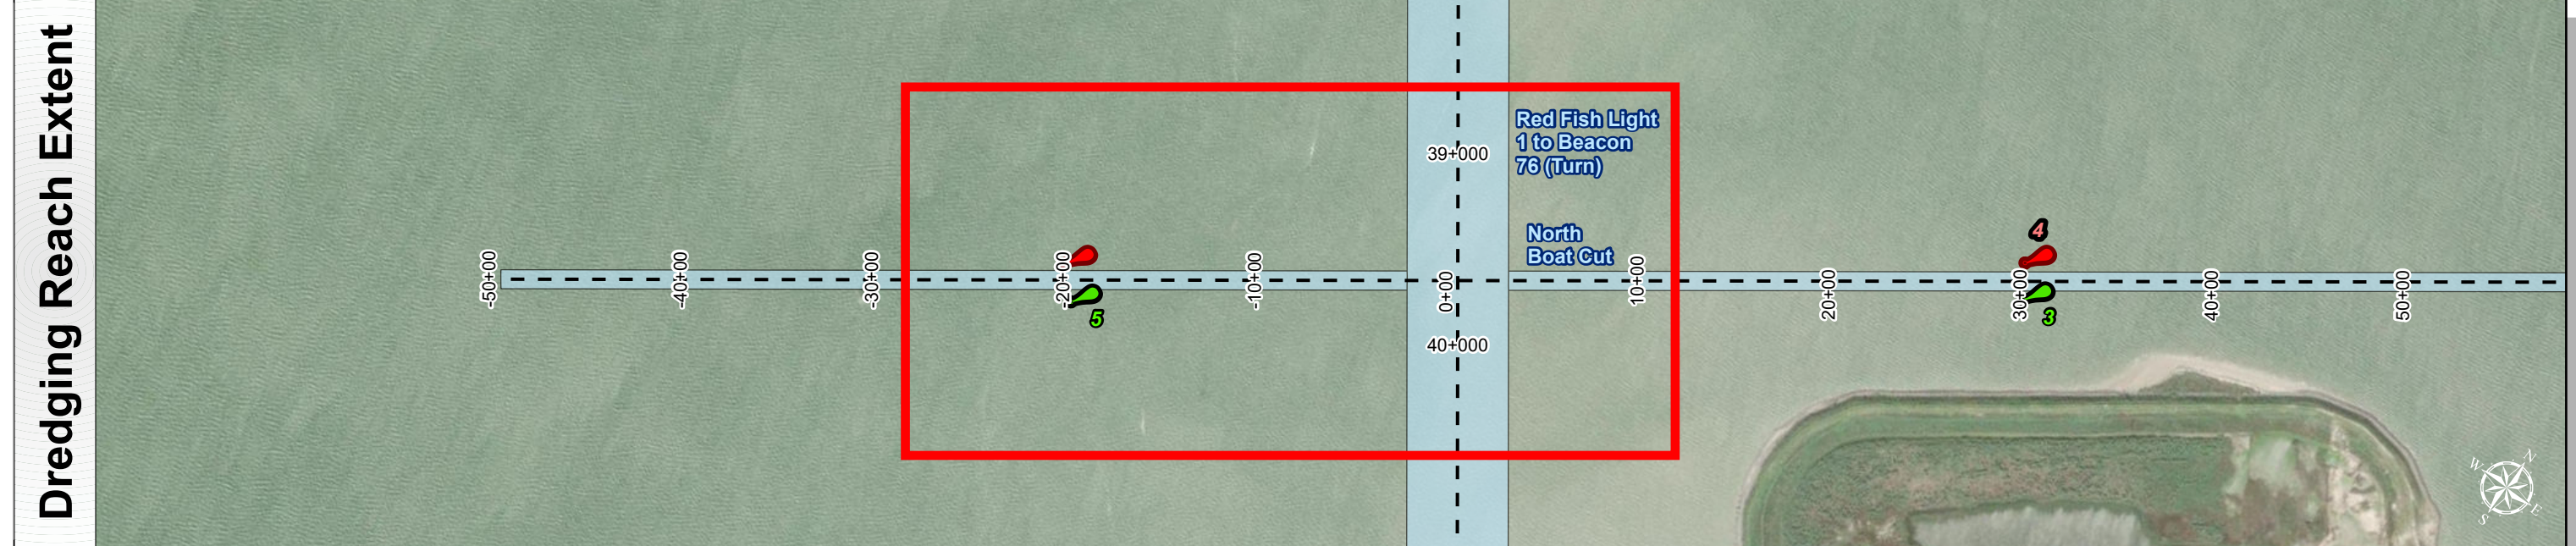 Dredging Reach Extent
Red Fish Light
1 to Beacon
76 (Turn)
39+000
North
Boat Cut
4
-50+00
-40+00
-30+00
-20+00
-10+00
0+00
10+00
20+00
30+00
40+00
50+00
5
3
40+000
N
W
E
S